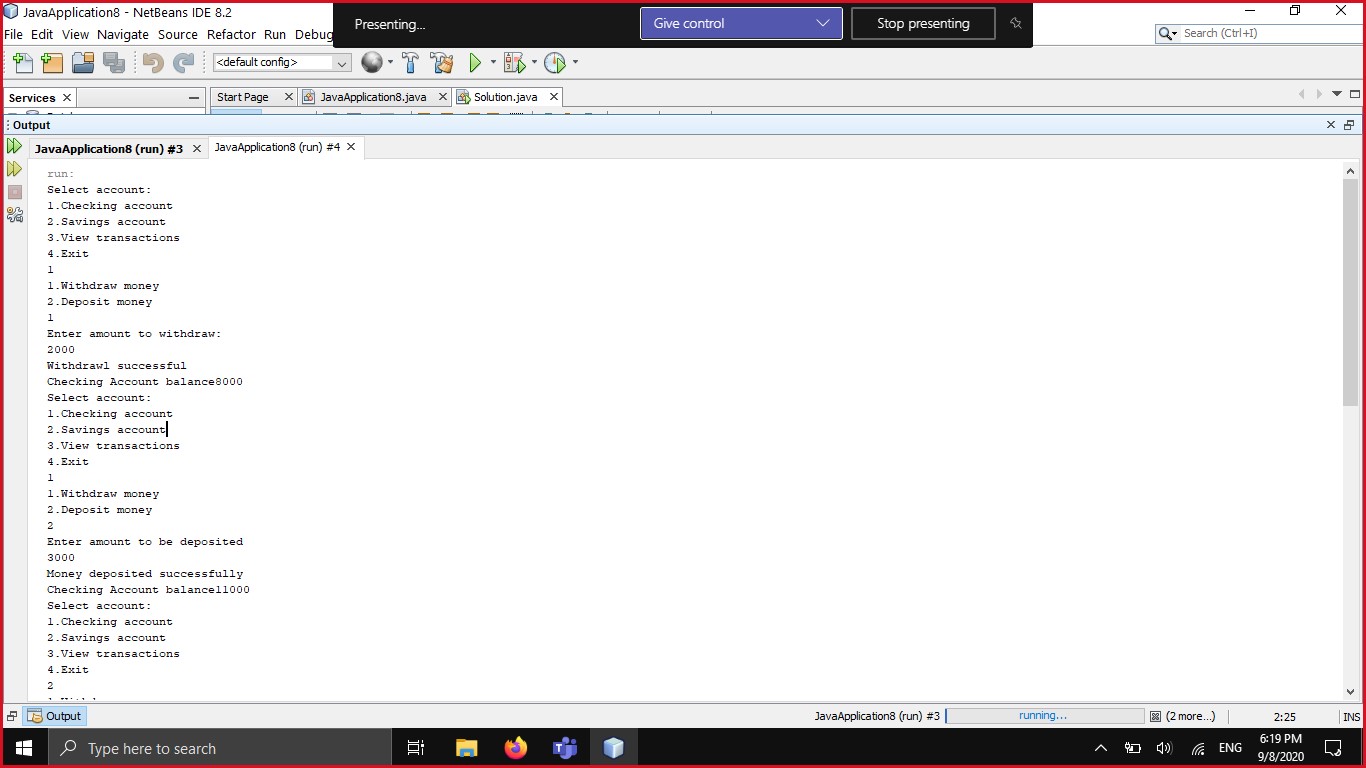 JavaApplication8 - NetBeans IDE 8.2
Presenting...
Give control
Stop presenting
File Edit View Navigate Source Refactor Run Debug
Search (Ctrl+I)
<default config>
Services
Start Page
JavaApplication8.java
Solution.java
Output
JavaApplication8 (run) #3
JavaApplication8 (run) #4
run:
Select account:
1.Checking account
2.Savings account
3.View transactions
4.Exit
1
1.Withdraw money
2.Deposit money
1
Enter amount to withdraw:
2000
Withdrawl successful
Checking Account balance8000
Select account:
1.Checking account
2.Savings account
3.View transactions
4.Exit
1
1.Withdraw money
2.Deposit money
2
Enter amount to be deposited
3000
Money deposited successfully
Checking Account balance11000
Select account:
1.Checking account
2.Savings account
3.View transactions
4.Exit
2
Output
JavaApplication8 (run) #3
running...
(2 more...)
2:25
INS
Type here to search
ENG
6:19 PM
9/8/2020